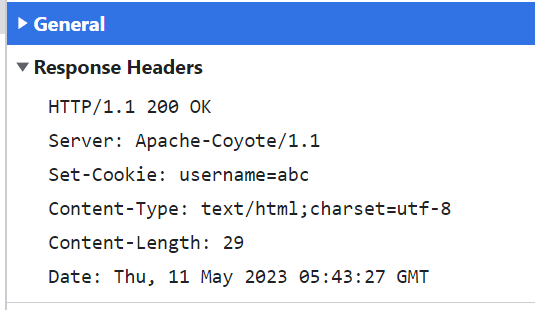 General
Response Headers
HTTP/1.1 200 OK
Server: Apache-Coyote/1.1
Set-Cookie: username=abc
Content-Type: text/html;charset=utf-8
Content-Length: 29
Date: Thu, 11 May 2023 05:43:27 GMT